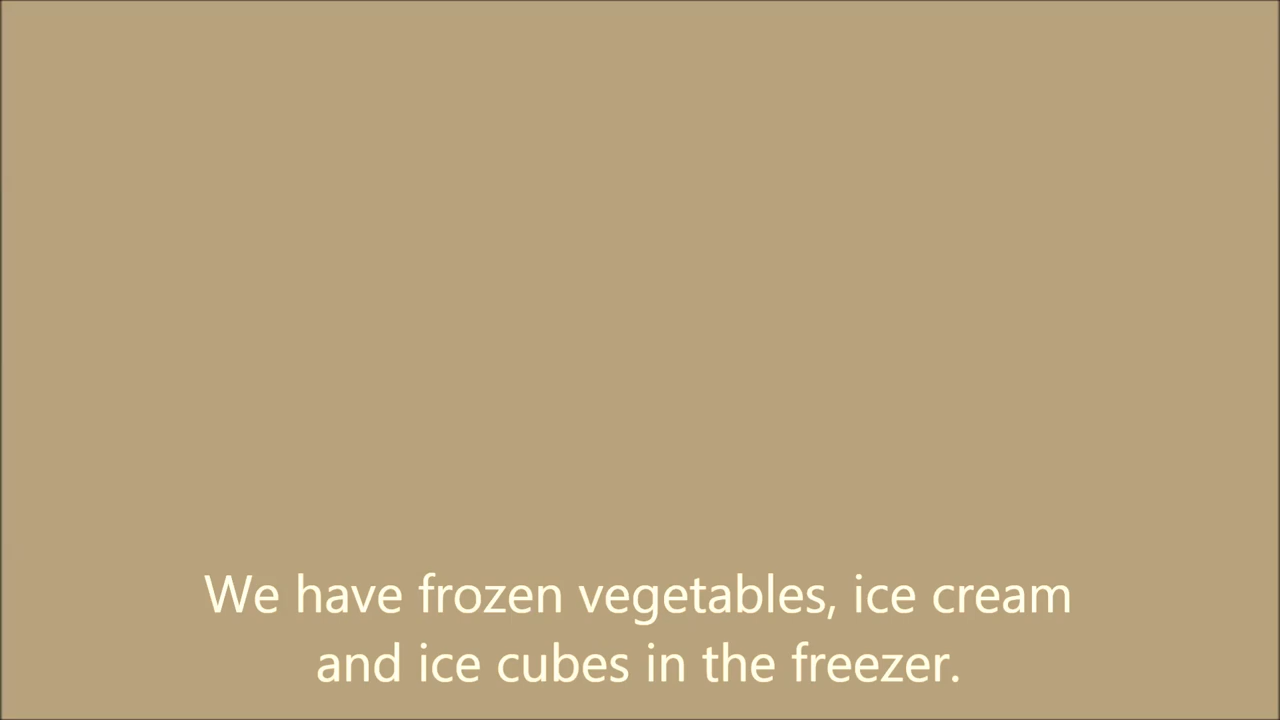 We have frozen vegetables, ice cream
and ice cubes in the freezer.